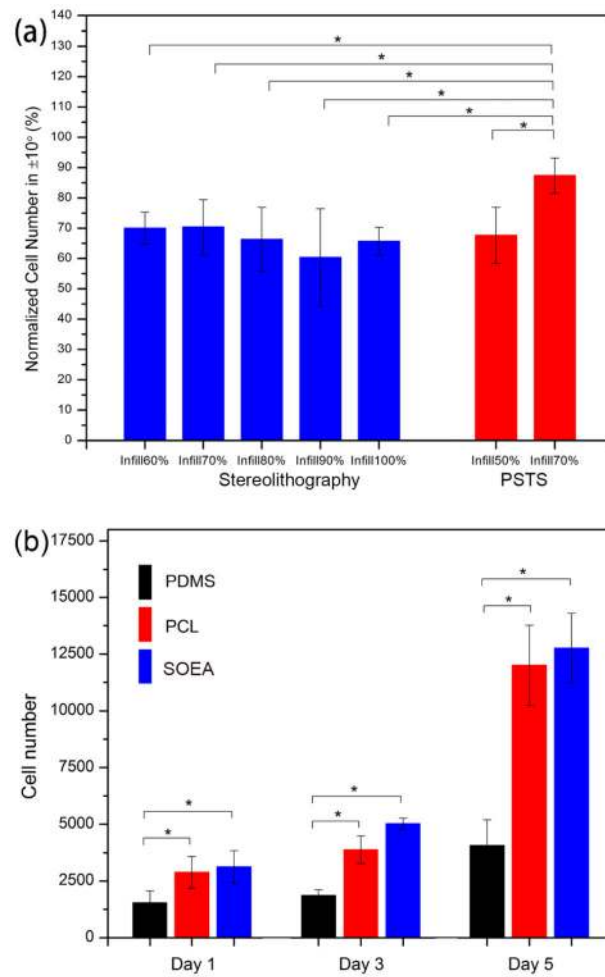 (a)
140
130
120
110
100
90
80
70
60
50
40
30
20
10
0
Normalized Cell Number in ±10° (%)
* * * * * *
Infill60% Infill70% Infill80% Infill90% Infill100% Infill50% Infill70%
Stereolithography PSTS
(b)
17500
15000
12500
10000
7500
5000
2500
0
Cell number
PDMS
PCL
SOEA
* * * * * *
Day 1 Day 3 Day 5